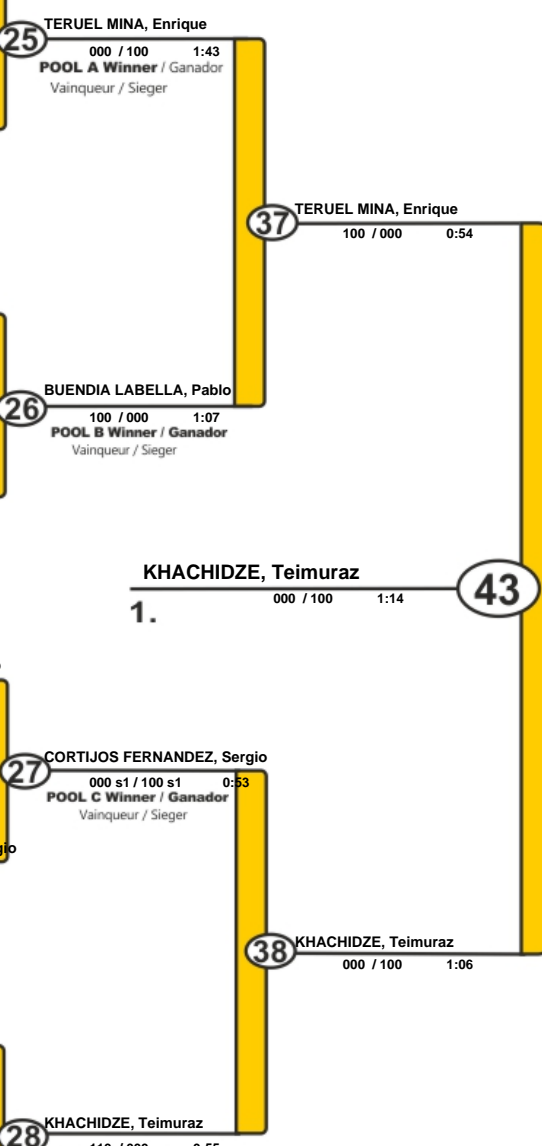 TERUEL MINA, Enrique
25
000 / 100 1:43
POOL A Winner / Ganador
Vainqueur / Sieger
TERUEL MINA, Enrique
37
100 / 000 0:54
BUENDIA LABELLA, Pablo
26
100 / 000 1:07
POOL B Winner / Ganador
Vainqueur / Sieger
KHACHIDZE, Teimuraz
43
000 / 100 1:14
1.
CORTIJOS FERNANDEZ, Sergio
27
000 s1 / 100 s1 0:53
POOL C Winner / Ganador
Vainqueur / Sieger
gio
KHACHIDZE, Teimuraz
38
000 / 100 1:06
KHACHIDZE, Teimuraz
28